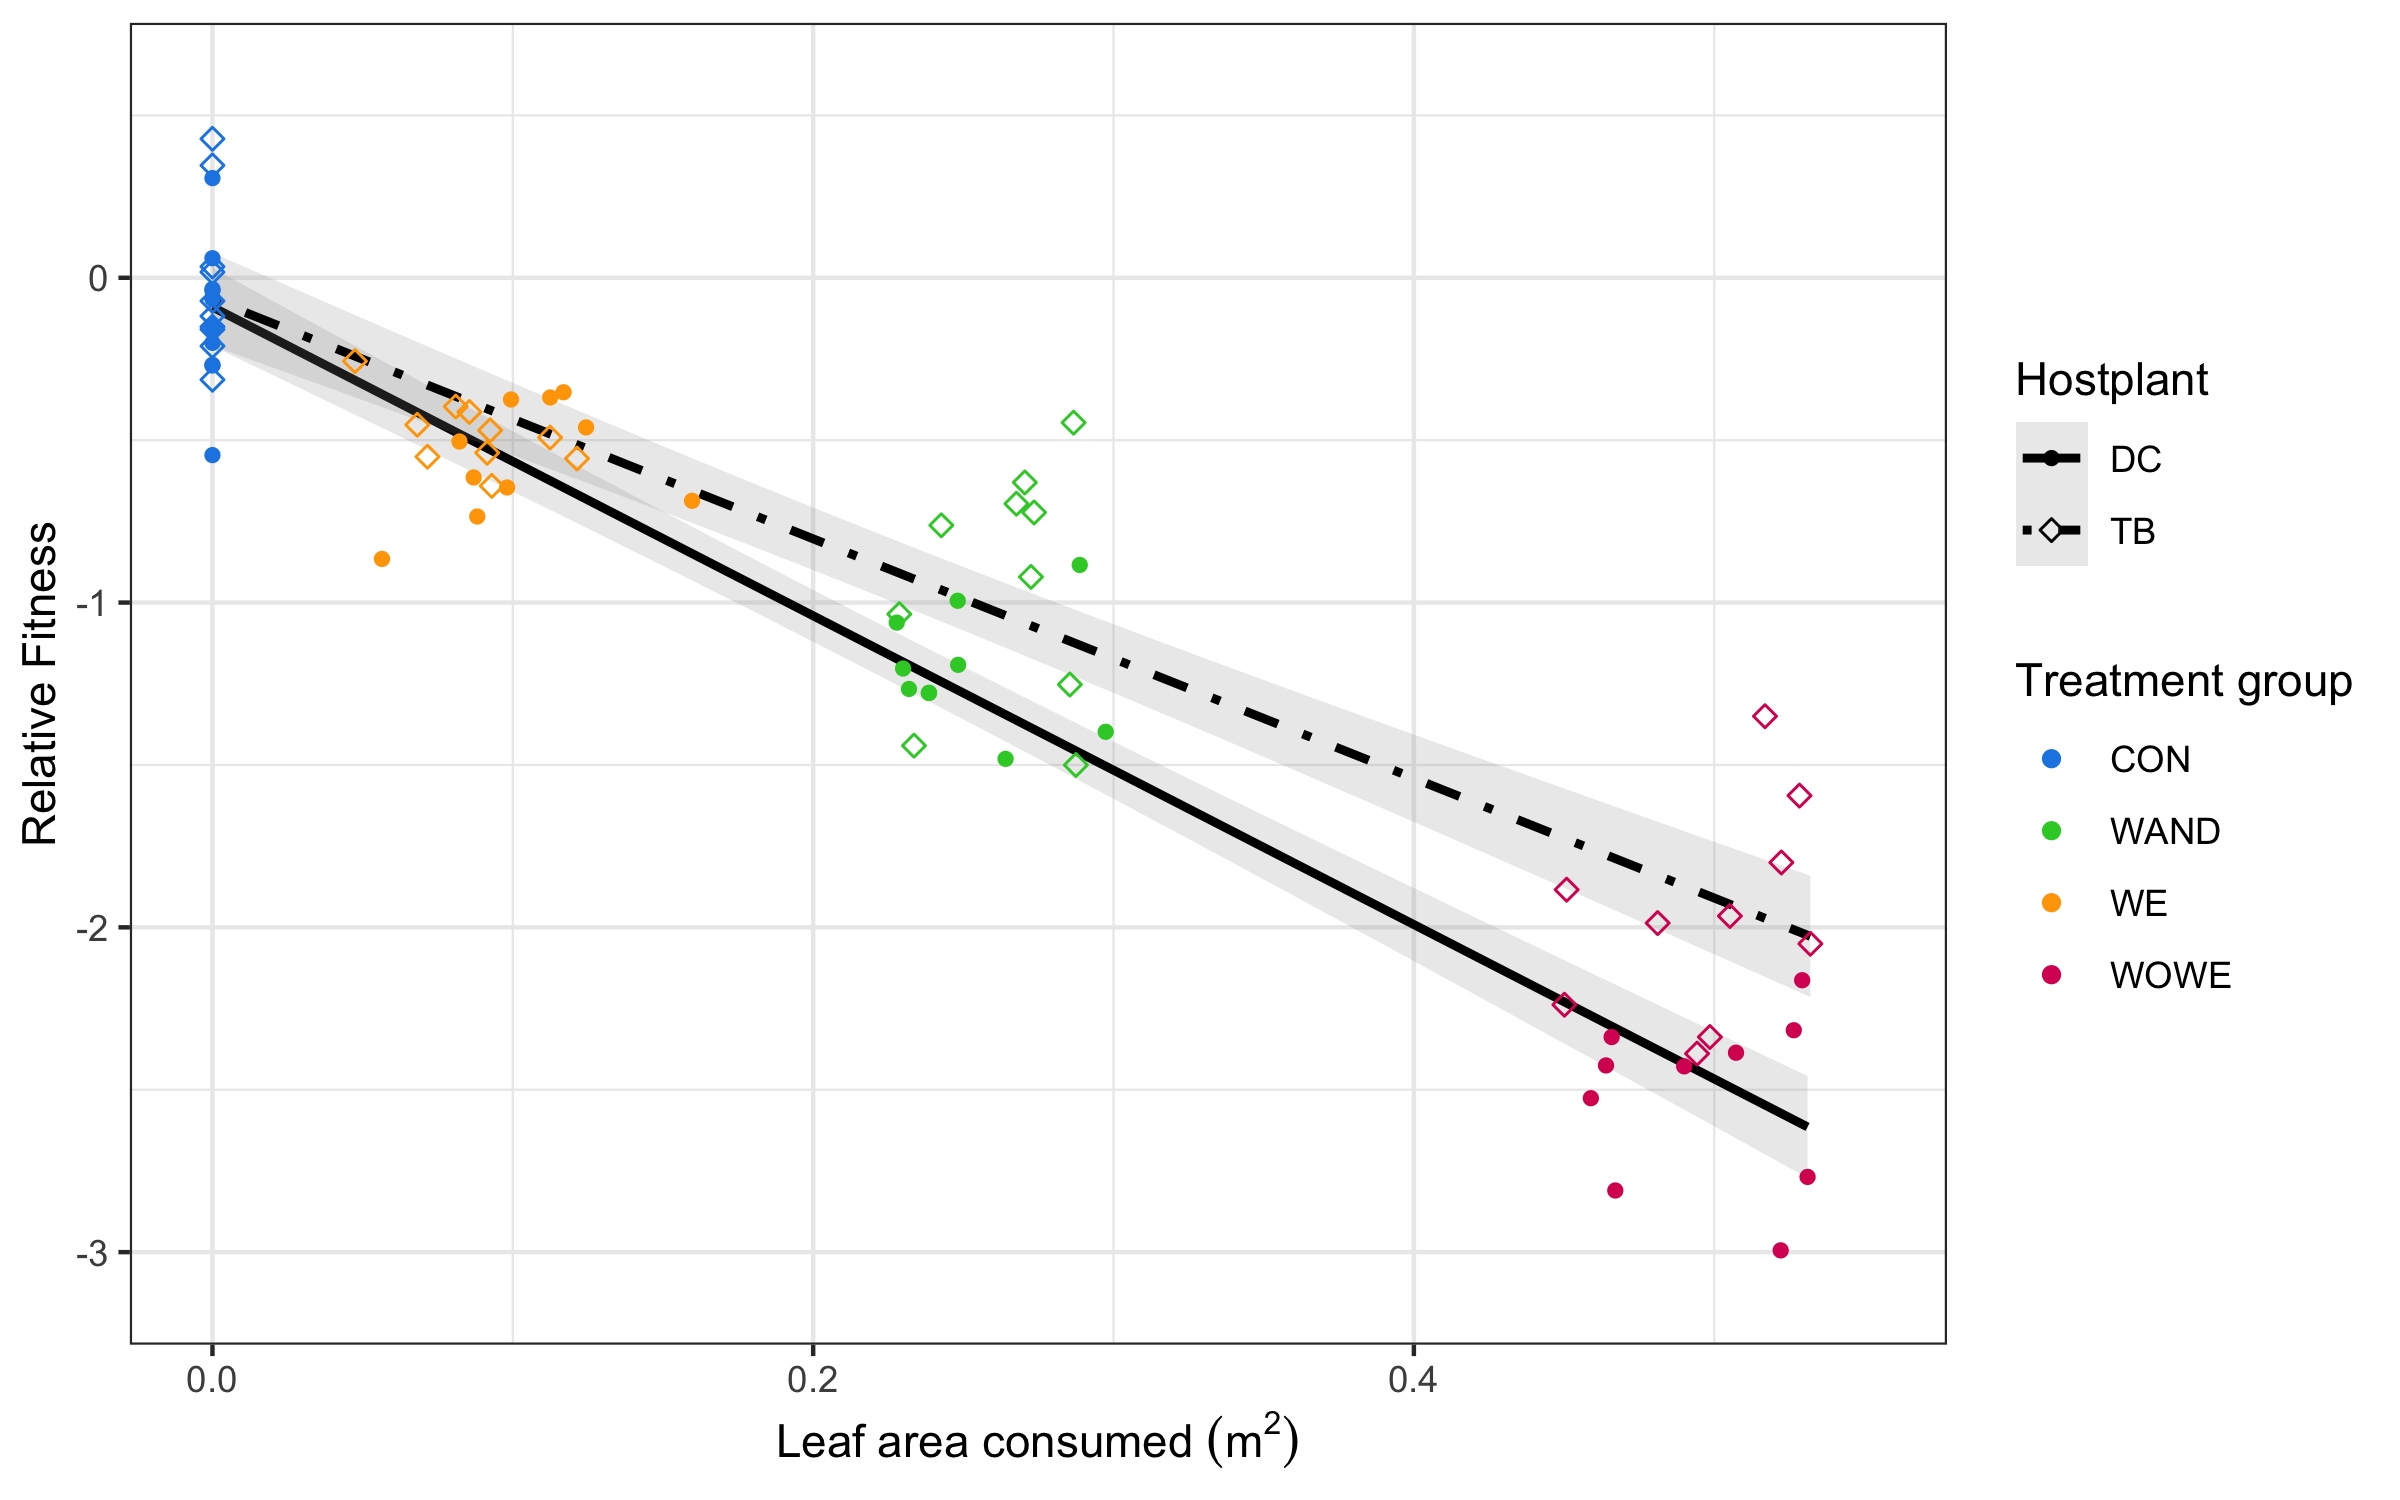 Relative Fitness
0
-1
-2
-3
0.0 0.2 0.4
Leaf area consumed (m²)
Hostplant
DC
TB
Treatment group
CON
WAND
WE
WOWE